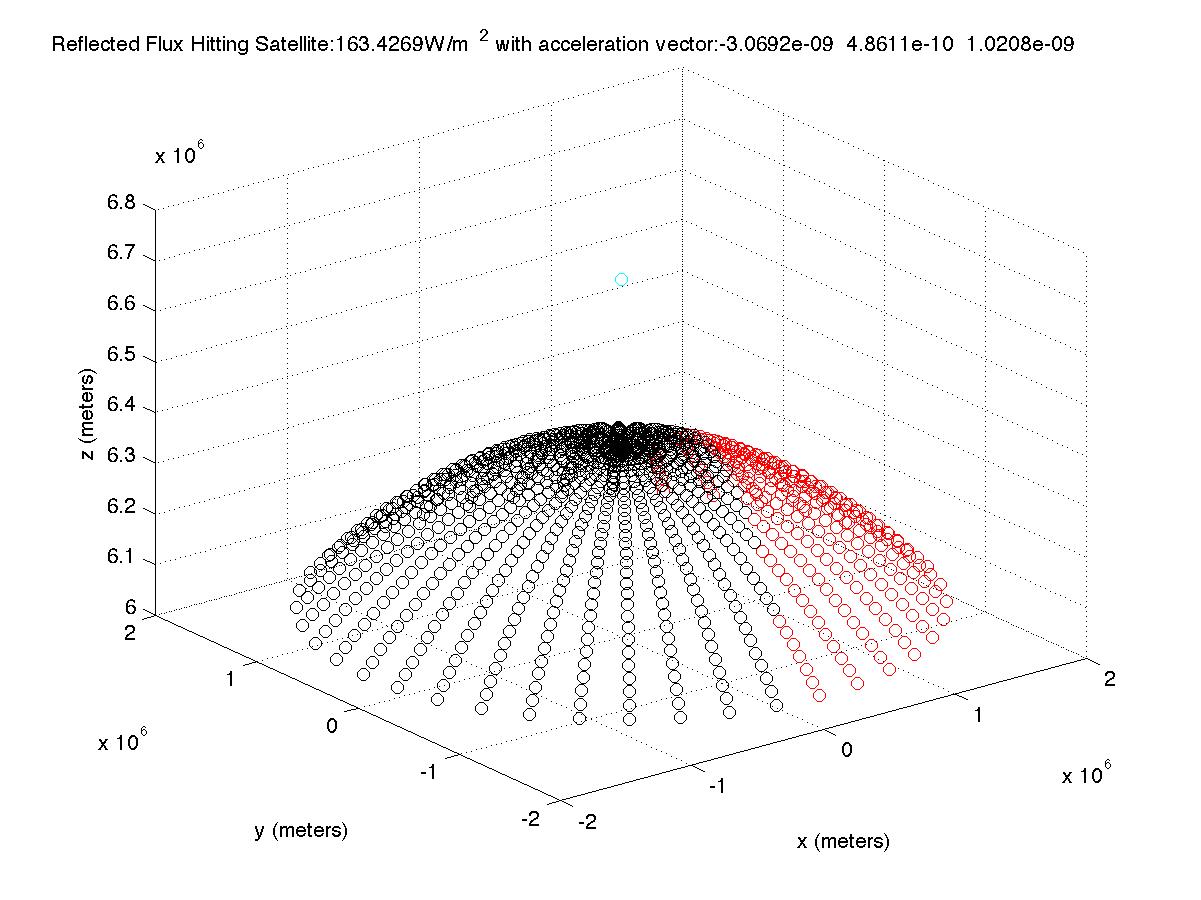 Reflected Flux Hitting Satellite:163.4269W/m 2 with acceleration vector:-3.0692e-09 4.8611e-10 1.0208e-09
x 10 6
6.8
6.7
6.6
6.5
6.4
6.3
6.2
6.1
6
z (meters)
2
1
0
-1
-2
x 10 6
y (meters)
-2
-1
0
1
2
x 10 6
x (meters)